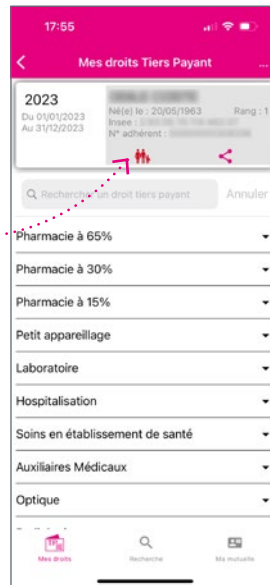 17:55
Mes droits Tiers Payant ...
2023
Du 01/01/2023
Au 31/12/2023
Né(e) le : 20/05/1963 Rang : 1
Insee :
N° adhérent :
Rechercher un droit tiers payant Annuler
Pharmacie à 65%
Pharmacie à 30%
Pharmacie à 15%
Petit appareillage
Laboratoire
Hospitalisation
Soins en établissement de santé
Auxiliaires Médicaux
Optique
Mes droits Recherche Ma mutuelle